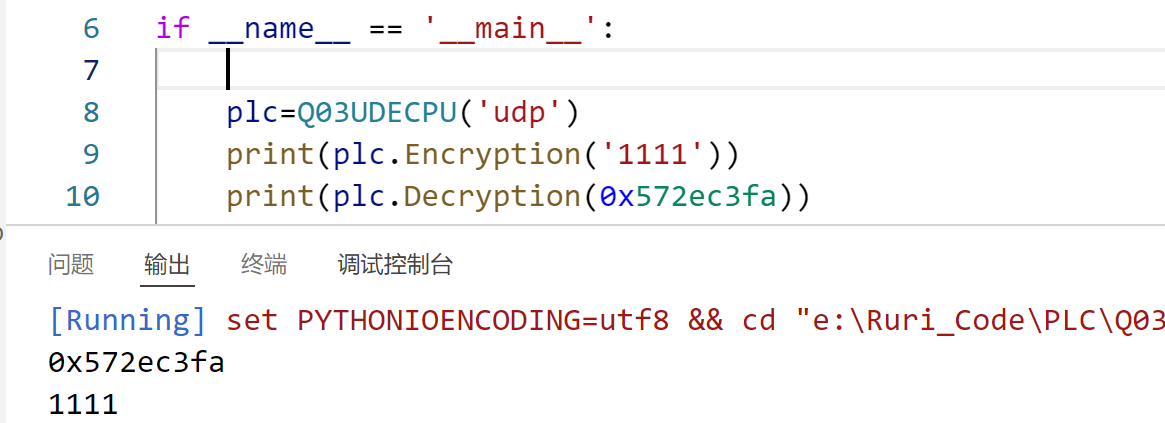 6 if __name__ == '__main__':
7
8 plc=Q03UDECPU('udp')
9 print(plc.Encryption('1111'))
10 print(plc.Decryption(0x572ec3fa))
问题 输出 终端 调试控制台
[Running] set PYTHONIOENCODING=utf8 && cd "e:\Ruri_Code\PLC\Q03
0x572ec3fa
1111